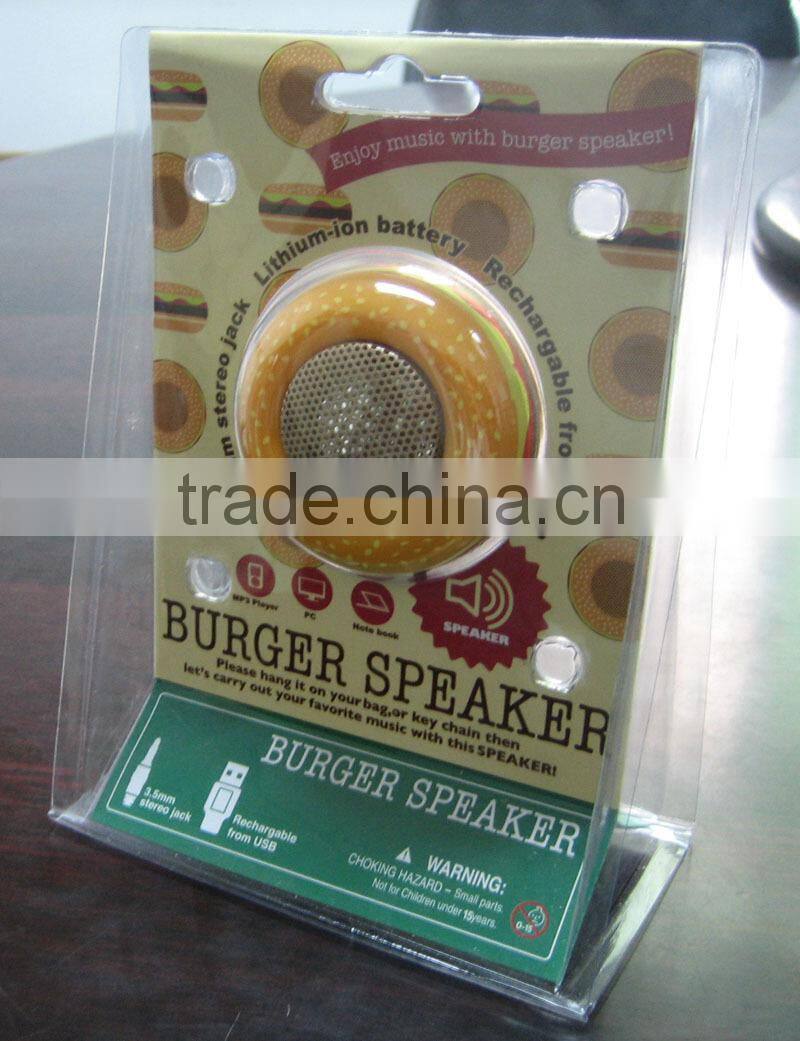 Enjoy music with burger speaker!
m stereo jack Lithium-ion battery Rechargable fro
trade.china.cn
MP3 Player
PC
Note book
SPEAKER
BURGER SPEAKER
Please hang it on your bag,or key chain then
let's carry out your favorite music with this SPEAKER!
BURGER SPEAKER
3.5mm
stereo jack
Rechargable
from USB
WARNING:
CHOKING HAZARD - Small parts.
Not for Children under 15years.
0-15